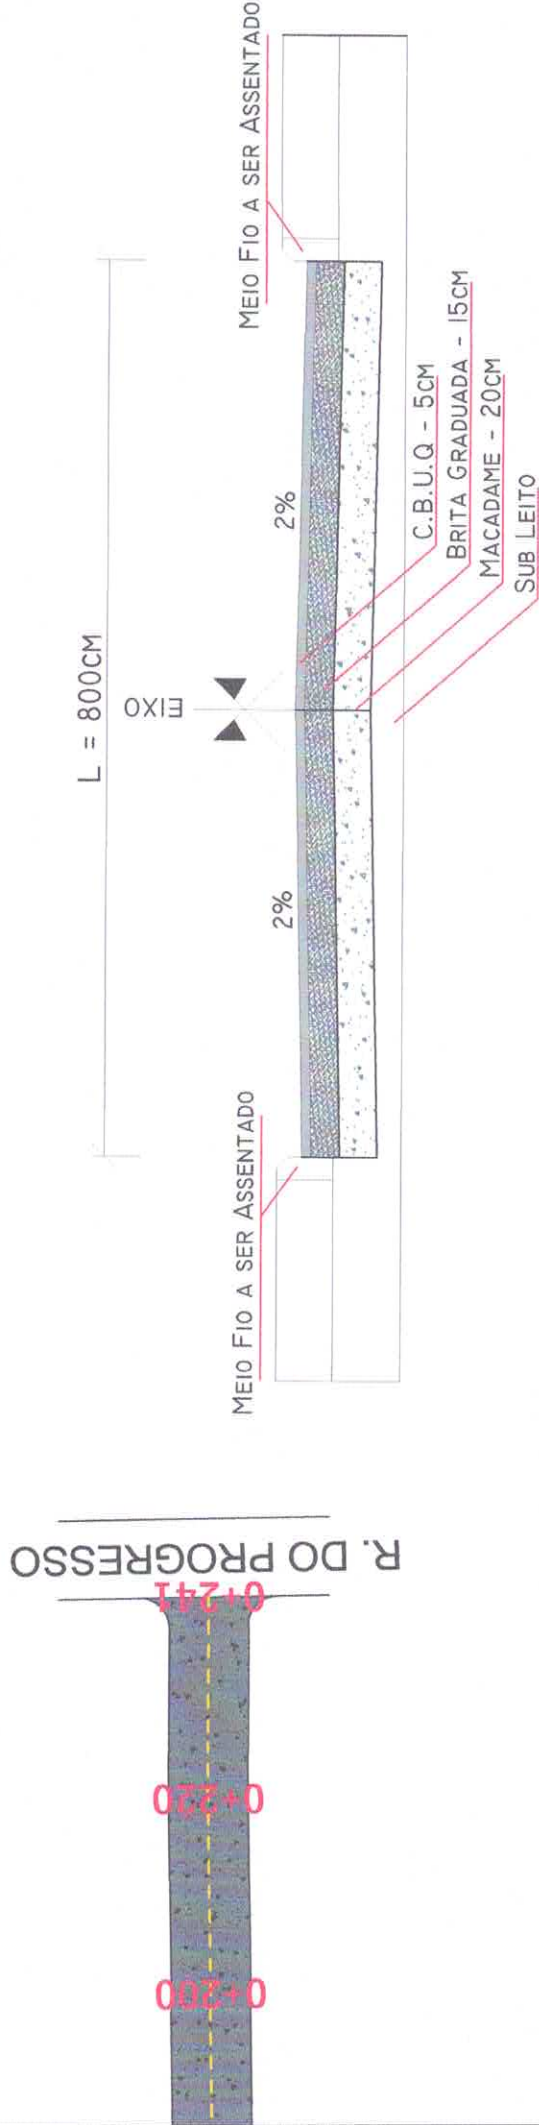 L = 800CM
EIXO
MEIO FIO A SER ASSENTADO
2%
2%
MEIO FIO A SER ASSENTADO
C.B.U.Q - 5CM
BRITA GRADUADA - 15CM
MACADAME - 20CM
SUB LEITO
R. DO PROGRESSO
0+241
0+220
0+200